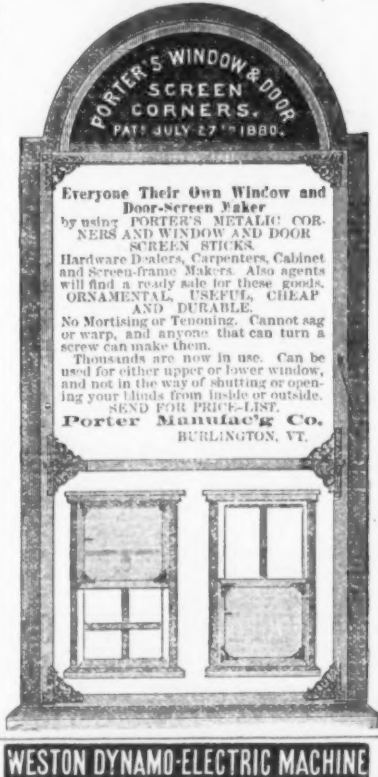 PORTER'S WINDOW & DOOR
SCREEN
CORNERS.
PATD JULY 27TH 1880.
Everyone Their Own Window and
Door-Screen Maker
by using PORTER'S METALIC COR-
NERS AND WINDOW AND DOOR
SCREEN STICKS.
Hardware Dealers, Carpenters, Cabinet
and Screen-frame Makers. Also agents
will find a ready sale for these goods.
ORNAMENTAL, USEFUL, CHEAP
AND DURABLE.
No Mortising or Tenoning. Cannot sag
or warp, and anyone that can turn a
screw can make them.
Thousands are now in use. Can be
used for either upper or lower window,
and not in the way of shutting or open-
ing your blinds from inside or outside.
SEND FOR PRICE-LIST.
Porter Manufac'g Co.
BURLINGTON, VT.
WESTON DYNAMO-ELECTRIC MACHINE